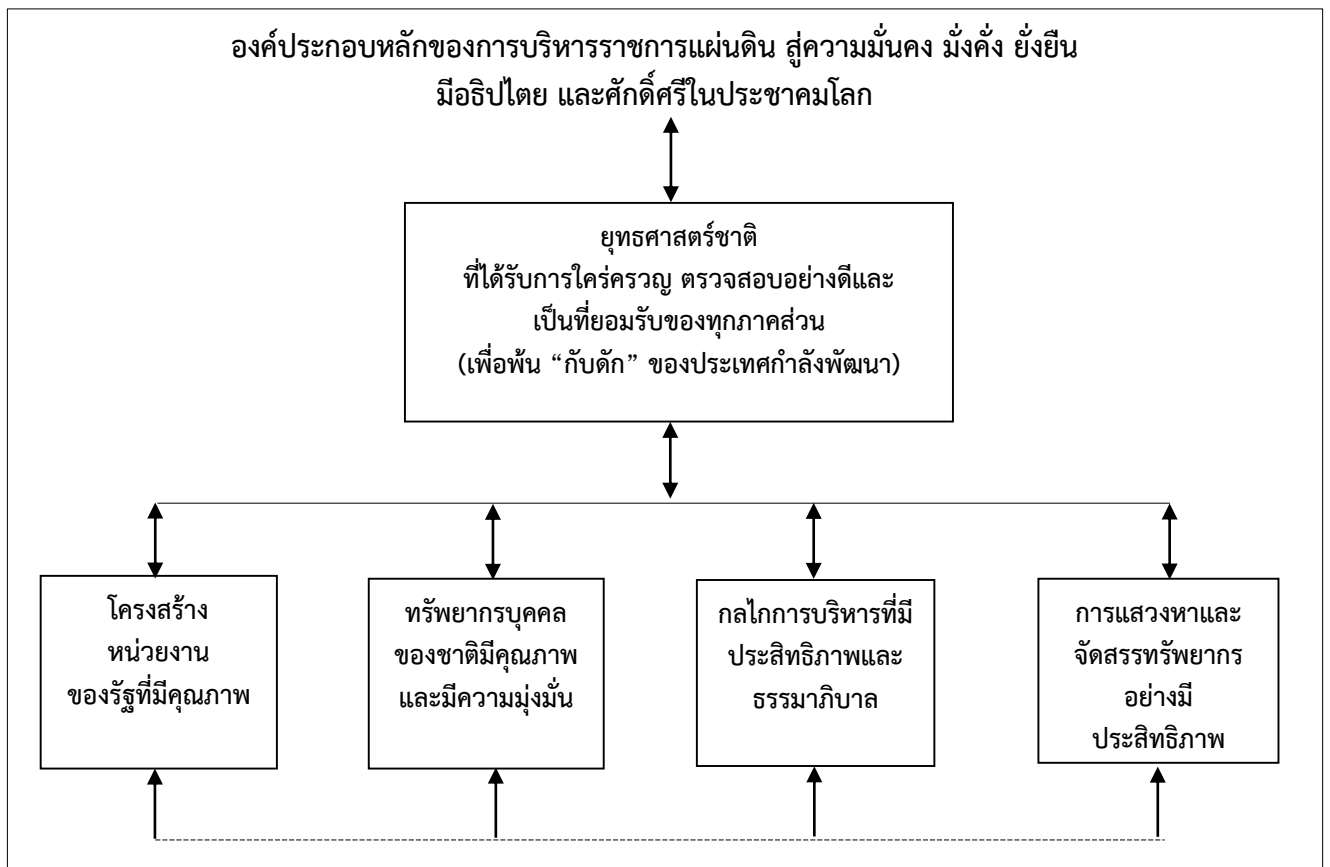 องค์ประกอบหลักของการบริหารราชการแผ่นดิน สู่ความมั่นคง มั่งคั่ง ยั่งยืน
มีอธิปไตย และศักดิ์ศรีในประชาคมโลก
ยุทธศาสตร์ชาติ
ที่ได้รับการใคร่ครวญ ตรวจสอบอย่างดีและ
เป็นที่ยอมรับของทุกภาคส่วน
(เพื่อพ้น “กับดัก” ของประเทศกำลังพัฒนา)
โครงสร้าง
หน่วยงาน
ของรัฐที่มีคุณภาพ
ทรัพยากรบุคคล
ของชาติมีคุณภาพ
และมีความมุ่งมั่น
กลไกการบริหารที่มี
ประสิทธิภาพและ
ธรรมาภิบาล
การแสวงหาและ
จัดสรรทรัพยากร
อย่างมี
ประสิทธิภาพ